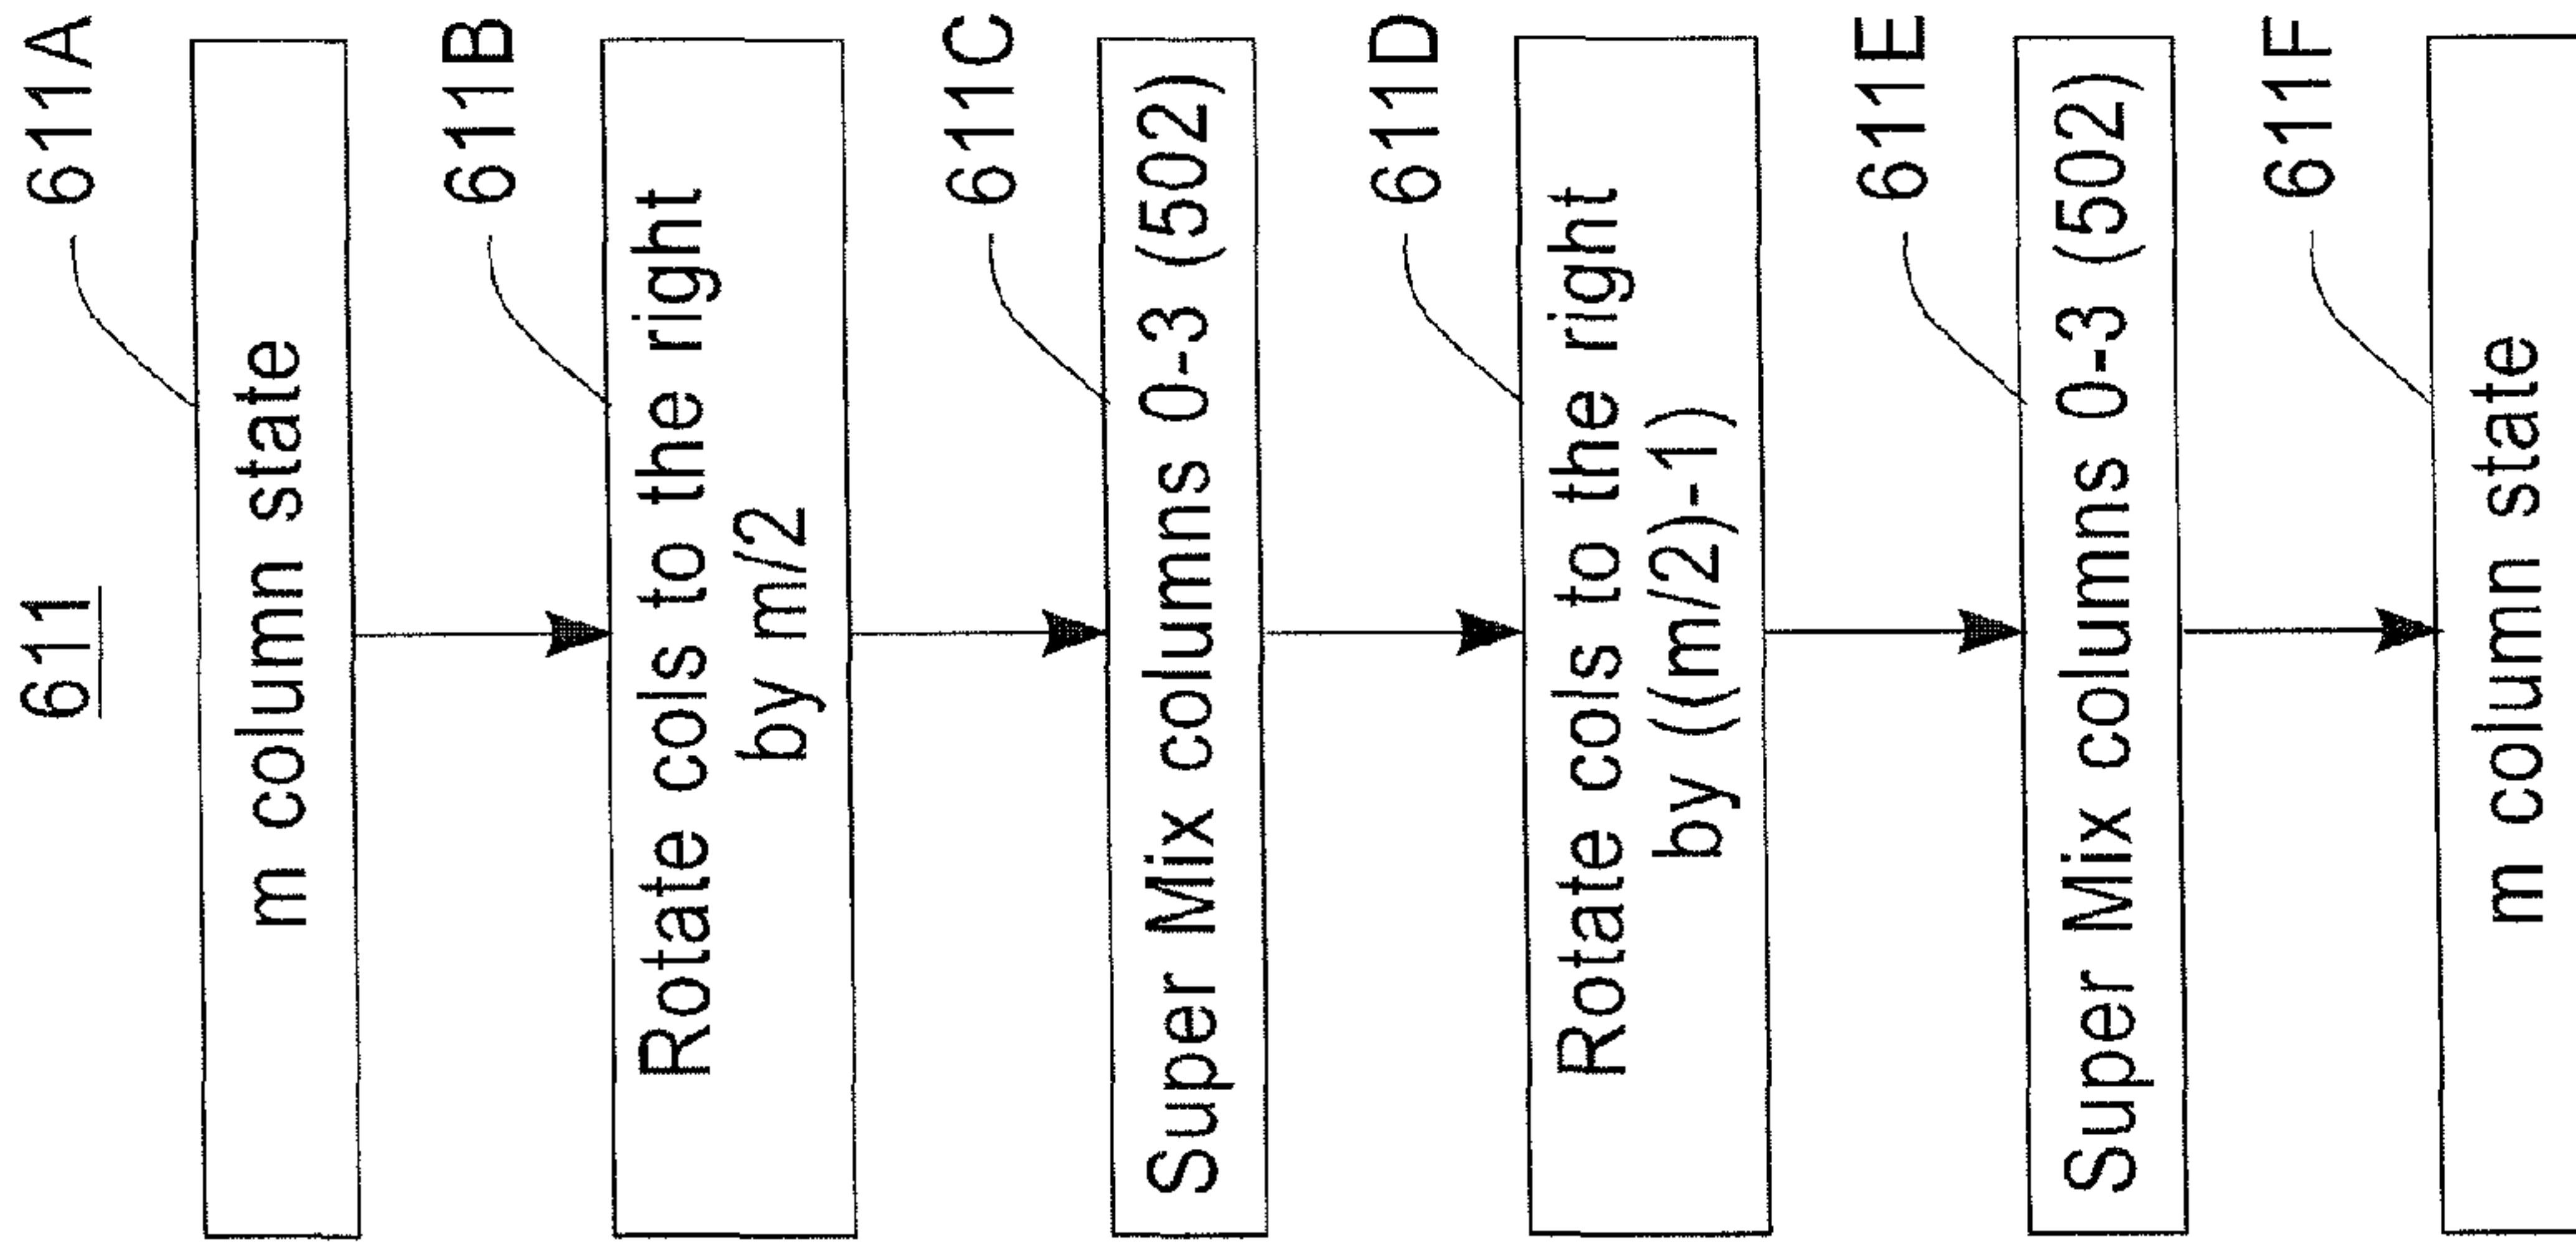 611
611A
m column state
611B
Rotate cols to the right
by m/2
611C
Super Mix columns 0-3 (502)
611D
Rotate cols to the right
by ((m/2)-1)
611E
Super Mix columns 0-3 (502)
611F
m column state